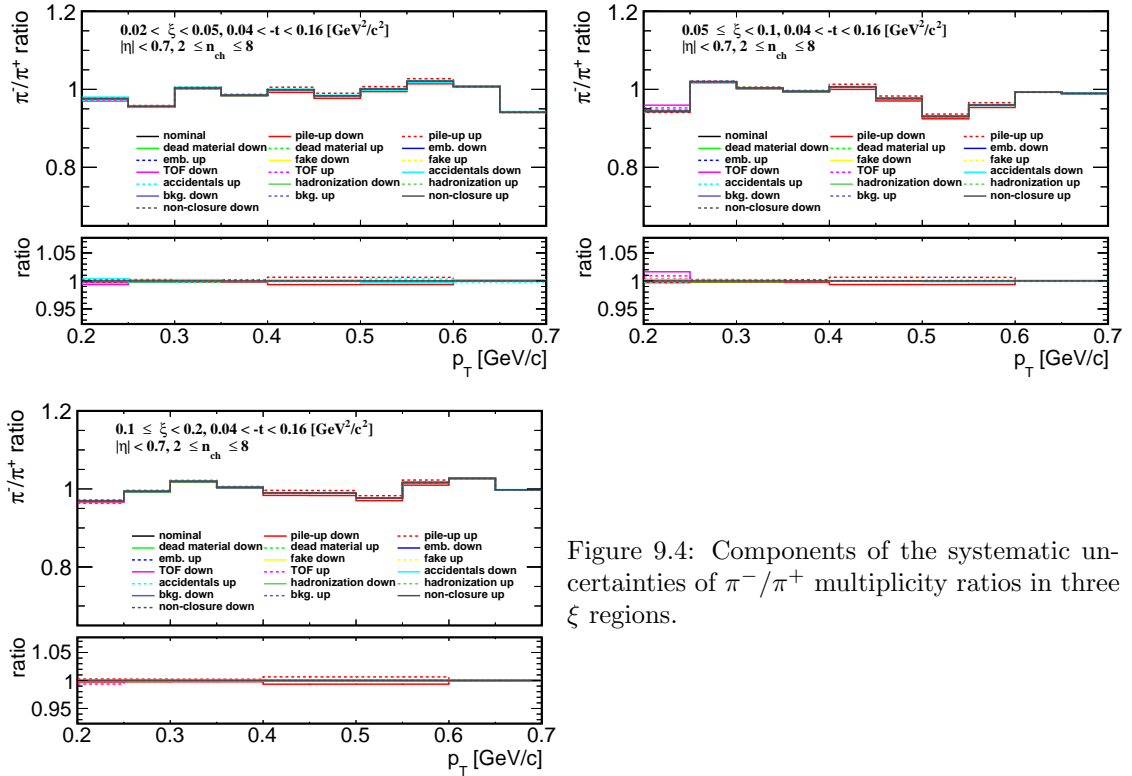 0.02 < ξ < 0.05, 0.04 < -t < 0.16 [GeV²/c²]
|η| < 0.7, 2 ≤ n_ch ≤ 8
π⁻/π⁺ ratio
1.2
1
0.8
nominal pile-up down pile-up up
dead material down dead material up emb. down
emb. up fake down fake up
TOF down TOF up accidentals down
accidentals up hadronization down hadronization up
bkg. down bkg. up non-closure up
non-closure down
ratio
1.05
1
0.95
0.2 0.3 0.4 0.5 0.6 0.7
p_T [GeV/c]
0.05 ≤ ξ < 0.1, 0.04 < -t < 0.16 [GeV²/c²]
|η| < 0.7, 2 ≤ n_ch ≤ 8
π⁻/π⁺ ratio
1.2
1
0.8
nominal pile-up down pile-up up
dead material down dead material up emb. down
emb. up fake down fake up
TOF down TOF up accidentals down
accidentals up hadronization down hadronization up
bkg. down bkg. up non-closure up
non-closure down
ratio
1.05
1
0.95
0.2 0.3 0.4 0.5 0.6 0.7
p_T [GeV/c]
0.1 ≤ ξ < 0.2, 0.04 < -t < 0.16 [GeV²/c²]
|η| < 0.7, 2 ≤ n_ch ≤ 8
π⁻/π⁺ ratio
1.2
1
0.8
nominal pile-up down pile-up up
dead material down dead material up emb. down
emb. up fake down fake up
TOF down TOF up accidentals down
accidentals up hadronization down hadronization up
bkg. down bkg. up non-closure up
non-closure down
ratio
1.05
1
0.95
0.2 0.3 0.4 0.5 0.6 0.7
p_T [GeV/c]
Figure 9.4: Components of the systematic un-
certainties of π⁻/π⁺ multiplicity ratios in three
ξ regions.